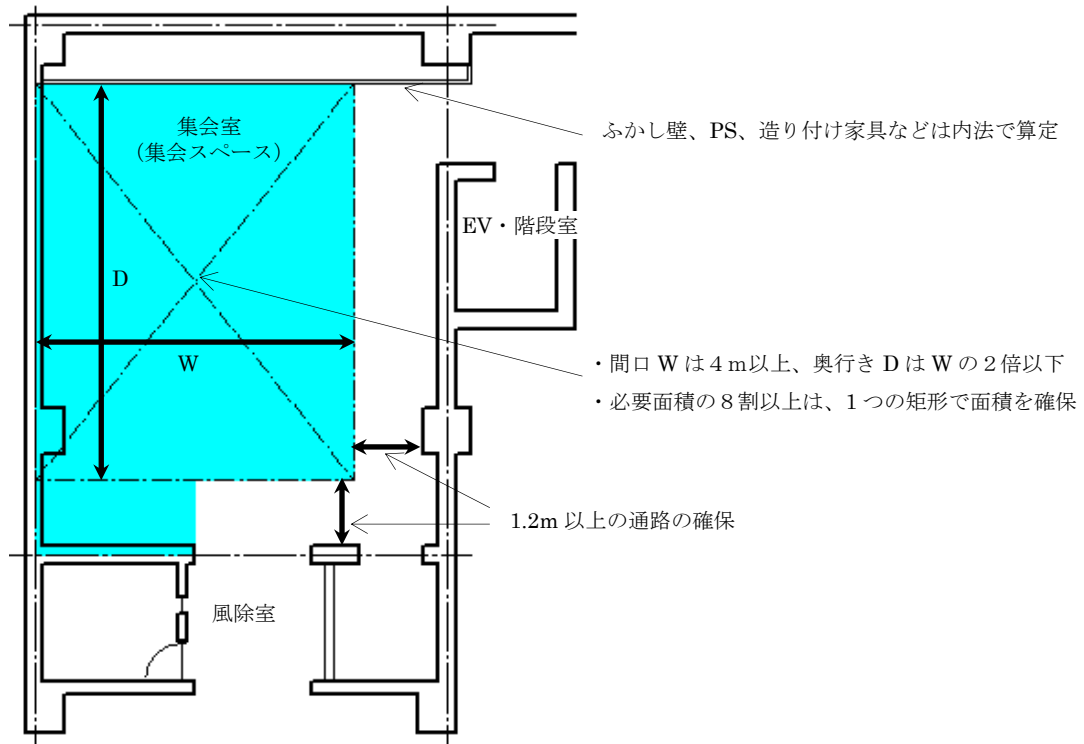 集会室
（集会スペース）
ふかし壁、PS、造り付け家具などは内法で算定
EV・階段室
D
W
・間口 W は４ｍ以上、奥行き D は W の２倍以下
・必要面積の８割以上は、1 つの矩形で面積を確保
1.2m 以上の通路の確保
風除室